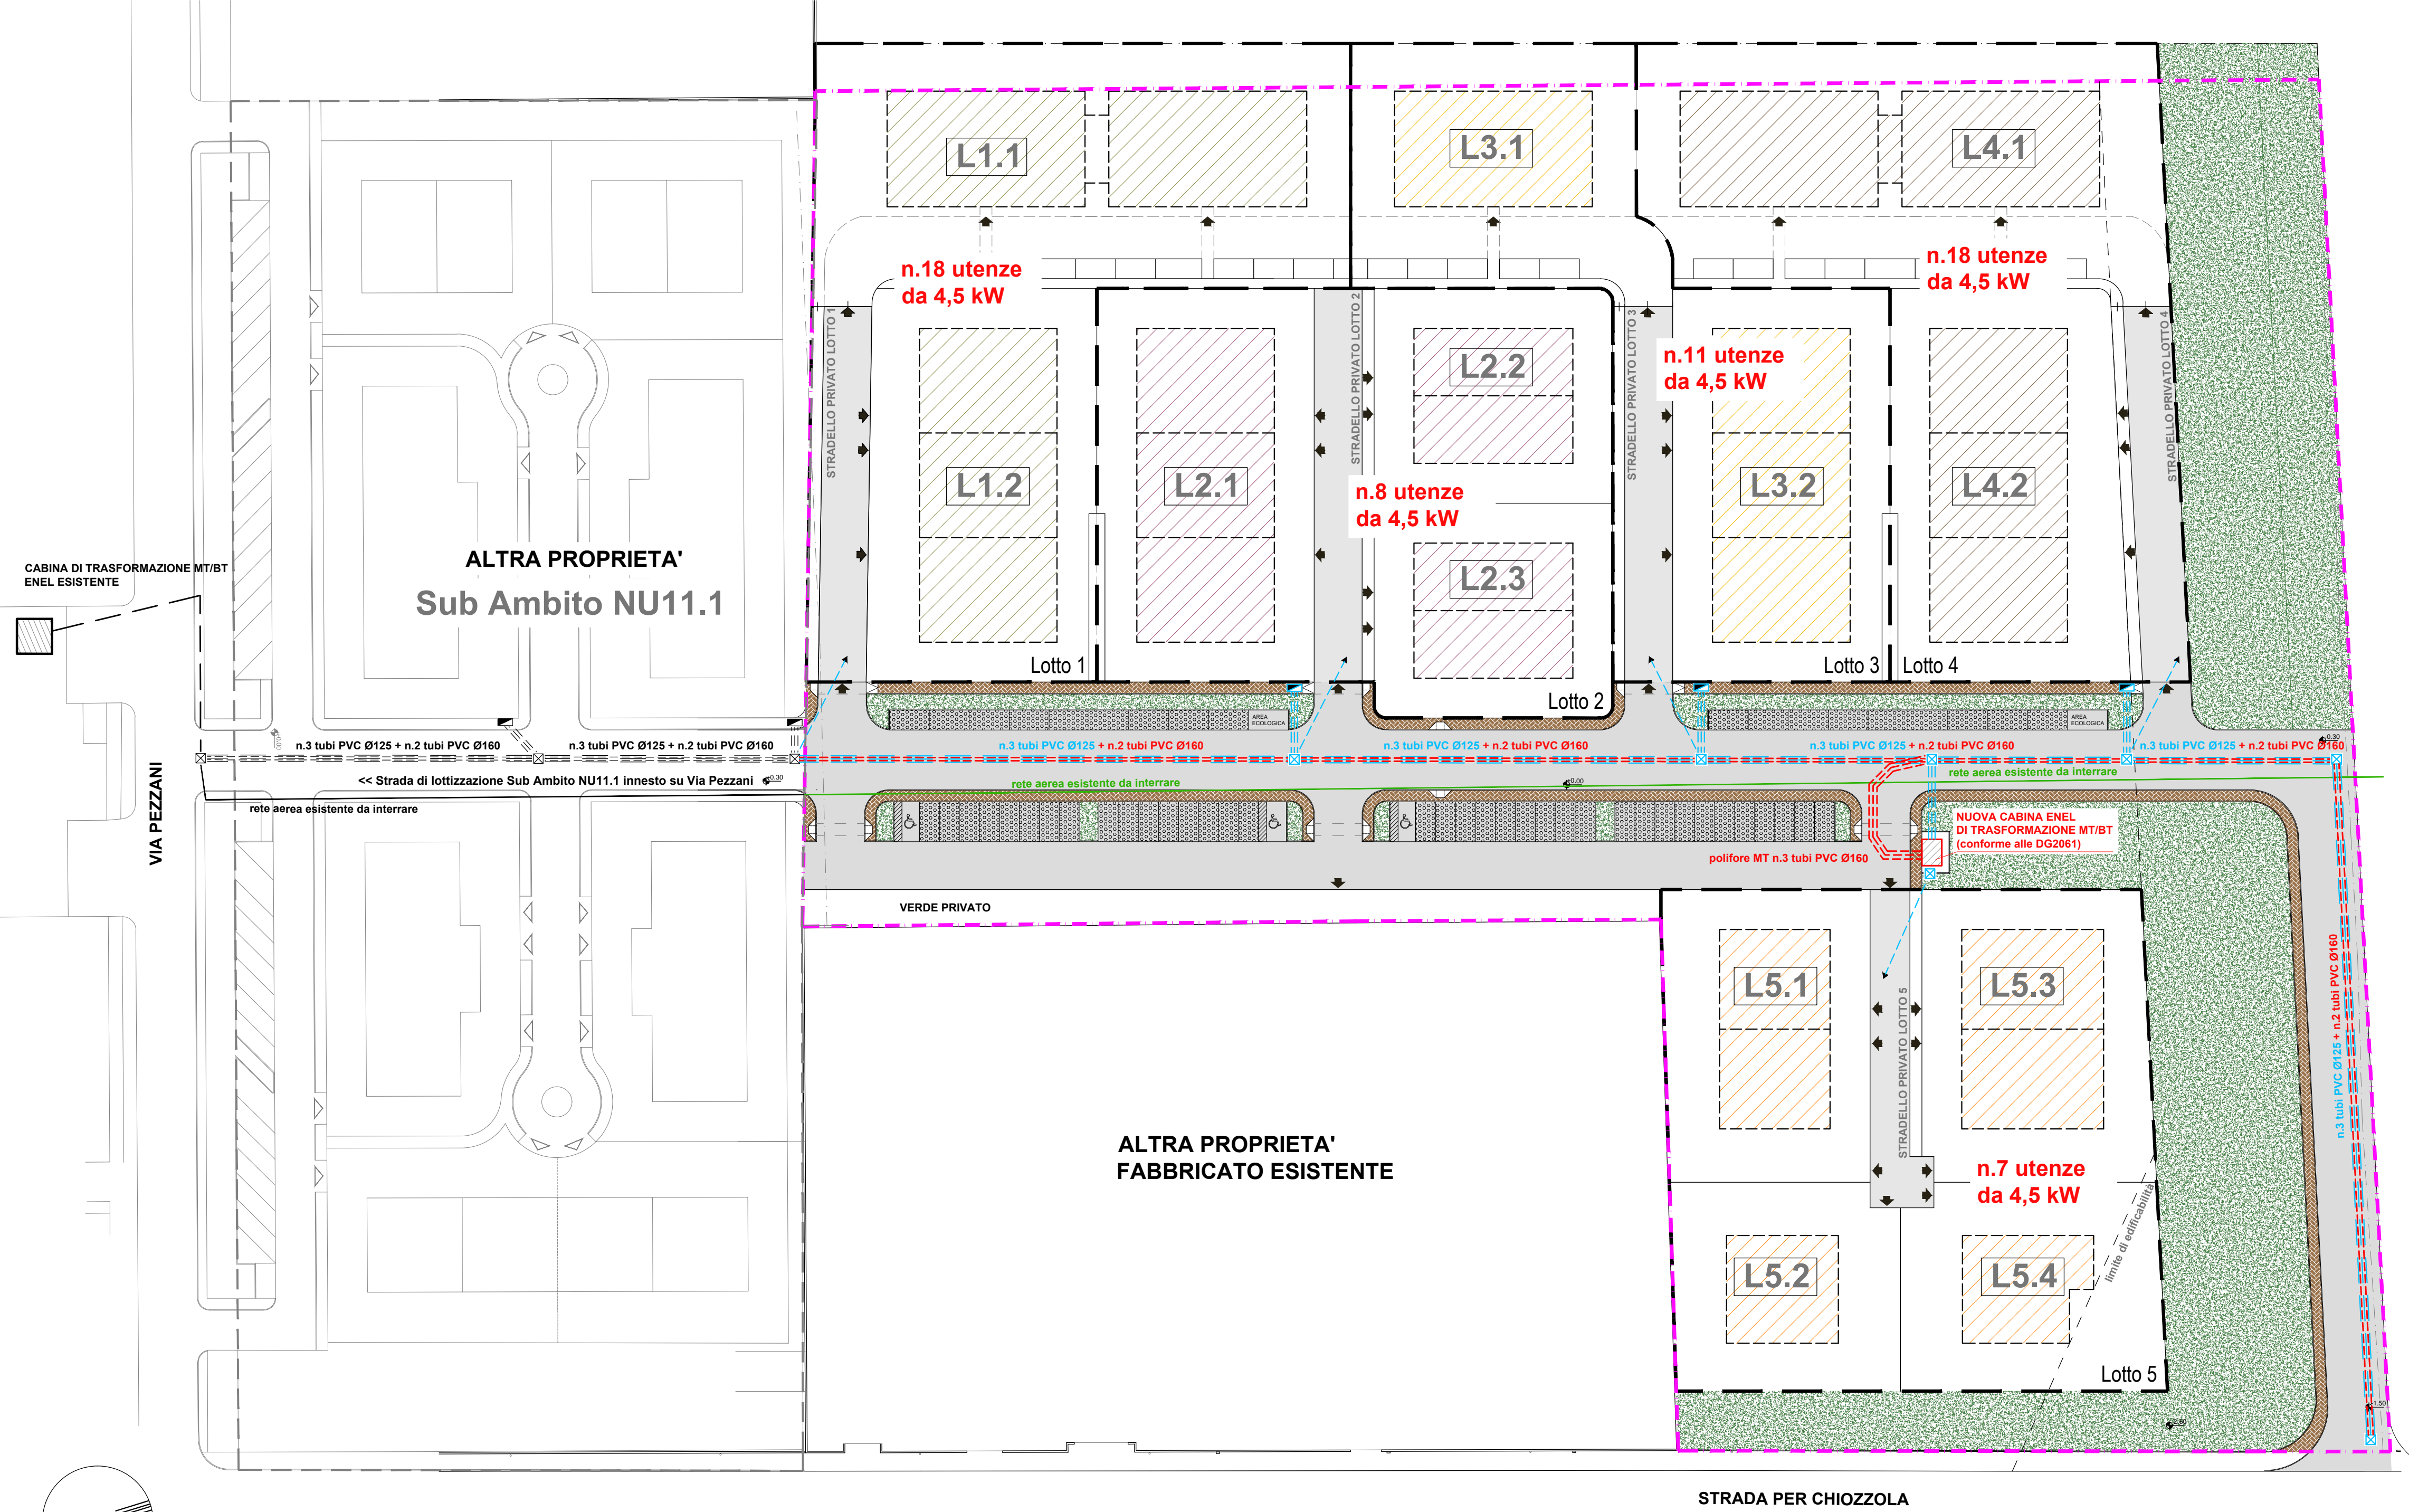 L1.1
L3.1
L4.1
n.18 utenze
da 4,5 kW
n.18 utenze
da 4,5 kW
STRADELLO PRIVATO LOTTO 1
STRADELLO PRIVATO LOTTO 2
STRADELLO PRIVATO LOTTO 3
STRADELLO PRIVATO LOTTO 4
n.11 utenze
da 4,5 kW
L2.2
L1.2
L2.1
L3.2
L4.2
n.8 utenze
da 4,5 kW
L2.3
ALTRA PROPRIETA'
Sub Ambito NU11.1
CABINA DI TRASFORMAZIONE MT/BT
ENEL ESISTENTE
Lotto 1
Lotto 2
Lotto 3
Lotto 4
AREA
ECOLOGICA
AREA
ECOLOGICA
n.3 tubi PVC Ø125 + n.2 tubi PVC Ø160
n.3 tubi PVC Ø125 + n.2 tubi PVC Ø160
n.3 tubi PVC Ø125 + n.2 tubi PVC Ø160
n.3 tubi PVC Ø125 + n.2 tubi PVC Ø160
n.3 tubi PVC Ø125 + n.2 tubi PVC Ø160
n.3 tubi PVC Ø125 + n.2 tubi PVC Ø160
<< Strada di lottizzazione Sub Ambito NU11.1 innesto su Via Pezzani
rete aerea esistente da interrare
rete aerea esistente da interrare
rete aerea esistente da interrare
VIA PEZZANI
NUOVA CABINA ENEL
DI TRASFORMAZIONE MT/BT
(conforme alle DG2061)
polifore MT n.3 tubi PVC Ø160
VERDE PRIVATO
L5.1
L5.3
STRADELLO PRIVATO LOTTO 5
n.3 tubi PVC Ø125 + n.2 tubi PVC Ø160
ALTRA PROPRIETA'
FABBRICATO ESISTENTE
n.7 utenze
da 4,5 kW
limite di edificabilità
L5.2
L5.4
Lotto 5
STRADA PER CHIOZZOLA